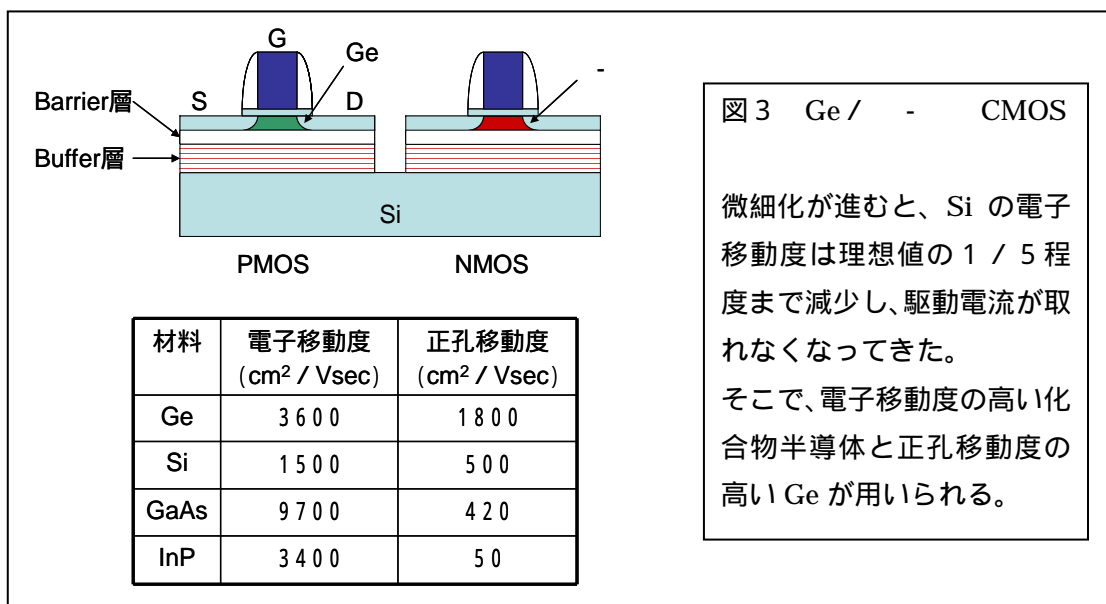 G
Ge
-
Barrier層
S
D
Buffer層
Si
PMOS
NMOS
材料 電子移動度 (cm² / Vsec) 正孔移動度 (cm² / Vsec)
Ge 3600 1800
Si 1500 500
GaAs 9700 420
InP 3400 50
図3 Ge / - CMOS
微細化が進むと、Si の電子
移動度は理想値の1 / 5程
度まで減少し、駆動電流が取
れなくなってきた。
そこで、電子移動度の高い化
合物半導体と正孔移動度の
高い Ge が用いられる。